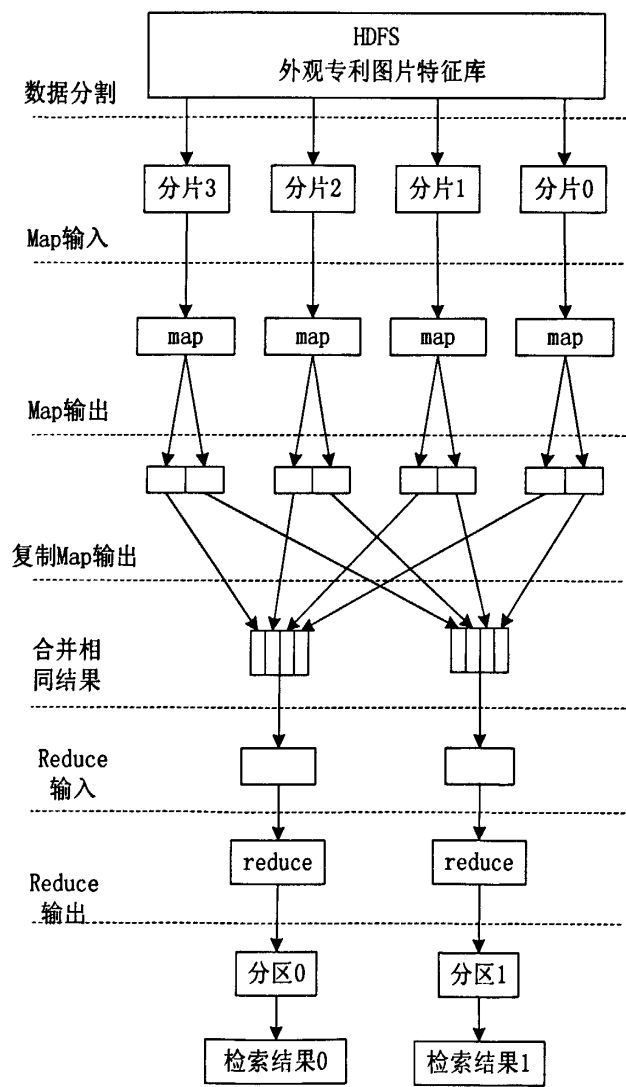 HDFS
外观专利图片特征库
数据分割
分片3
分片2
分片1
分片0
Map输入
map
map
map
map
Map输出
复制Map输出
合并相
同结果
Reduce
输入
reduce
reduce
Reduce
输出
分区0
分区1
检索结果0
检索结果1